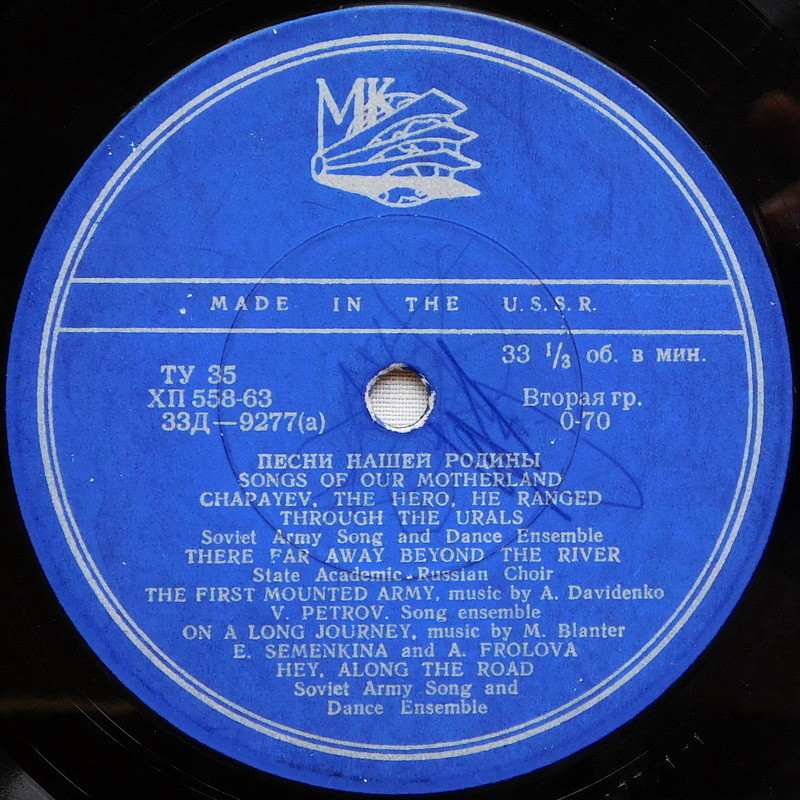 МК
MADE IN THE U.S.S.R.
33 1/3 об. в мин.
ТУ 35
ХП 558-63
33Д—9277(а)
Вторая гр.
0-70
ПЕСНИ НАШЕЙ РОДИНЫ
SONGS OF OUR MOTHERLAND
CHAPAYEV, THE HERO, HE RANGED
THROUGH THE URALS
Soviet Army Song and Dance Ensemble
THERE FAR AWAY BEYOND THE RIVER
State Academic Russian Choir
THE FIRST MOUNTED ARMY, music by A. Davidenko
V. PETROV. Song ensemble
ON A LONG JOURNEY, music by M. Blanter
E. SEMENKINA and A. FROLOVA
HEY, ALONG THE ROAD
Soviet Army Song and
Dance Ensemble